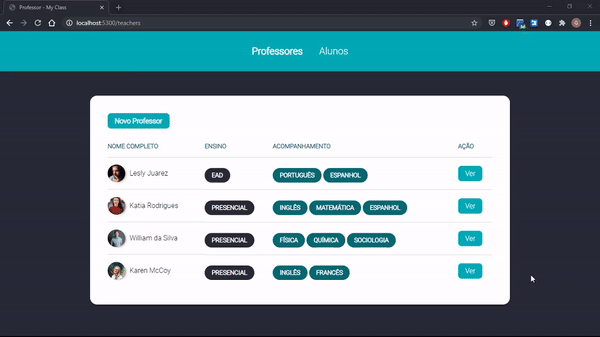 Professor - My Class
localhost:5300/teachers
Professores Alunos
Novo Professor
NOME COMPLETO ENSINO ACOMPANHAMENTO AÇÃO
Lesly Juarez EAD PORTUGUÊS ESPANHOL Ver
Katia Rodrigues PRESENCIAL INGLÊS MATEMÁTICA ESPANHOL Ver
William da Silva PRESENCIAL FÍSICA QUÍMICA SOCIOLOGIA Ver
Karen McCoy PRESENCIAL INGLÊS FRANCÊS Ver